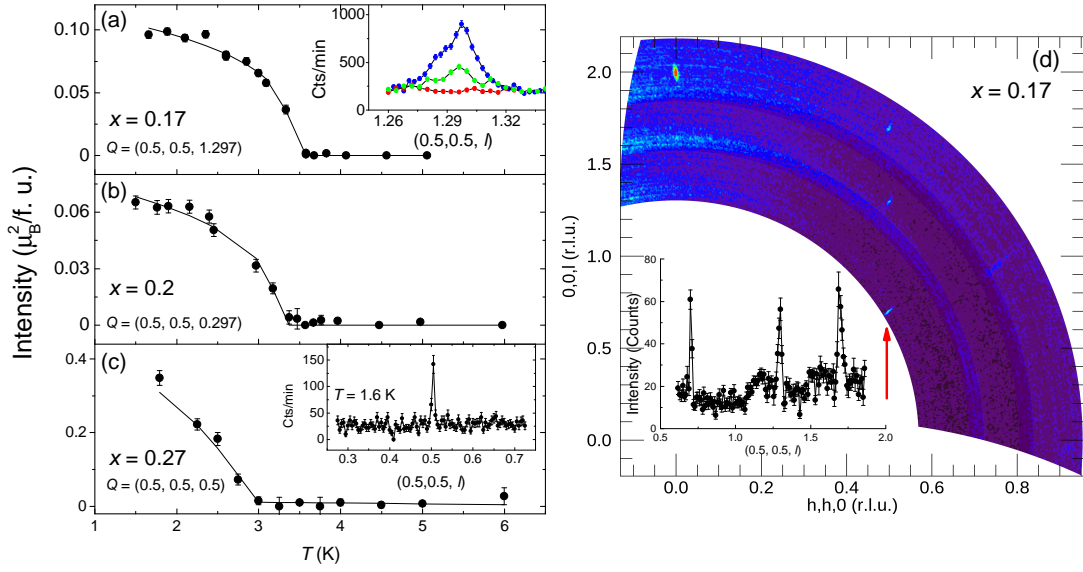 (a)
x = 0.17
Q = (0.5, 0.5, 1.297)
0.10
0.05
0
Cts/min
1000
750
500
250
0
1.26 1.29 1.32
(0.5,0.5, l)
(b)
x = 0.2
Q = (0.5, 0.5, 0.297)
0.06
0.03
0
Intensity (μB²/f. u.)
(c)
x = 0.27
Q = (0.5, 0.5, 0.5)
0.4
0.2
0
T = 1.6 K
Cts/min
150
100
50
0
0.3 0.4 0.5 0.6 0.7
(0.5,0.5, l)
1 2 3 4 5 6
T (K)
(d)
x = 0.17
0,0,l (r.l.u.)
2.0
1.5
1.0
0.5
0.0
Intensity (Counts)
80
60
40
20
0
0.5 1.0 1.5 2.0
(0.5, 0.5, l)
0.0 0.2 0.4 0.6 0.8
h,h,0 (r.l.u.)